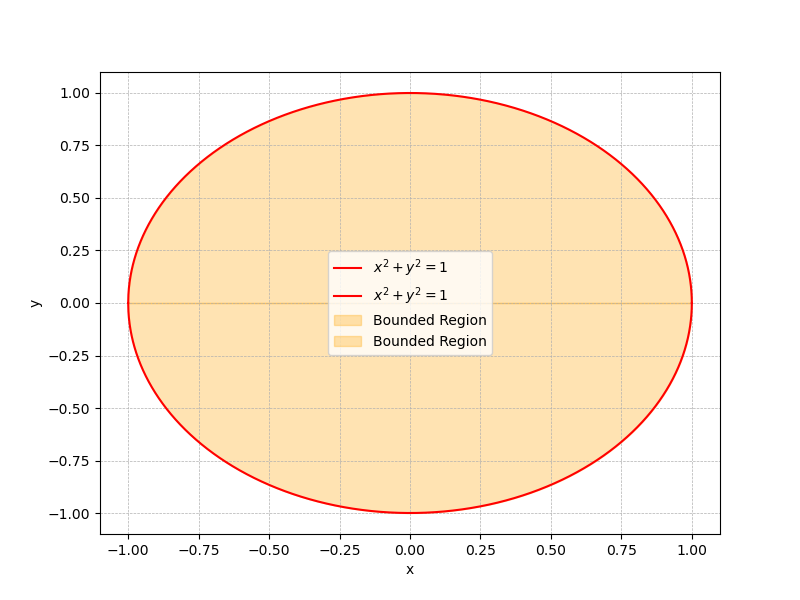 1.00
0.75
0.50
0.25
0.00
−0.25
−0.50
−0.75
−1.00
y
x² + y² = 1
x² + y² = 1
Bounded Region
Bounded Region
−1.00 −0.75 −0.50 −0.25 0.00 0.25 0.50 0.75 1.00
x